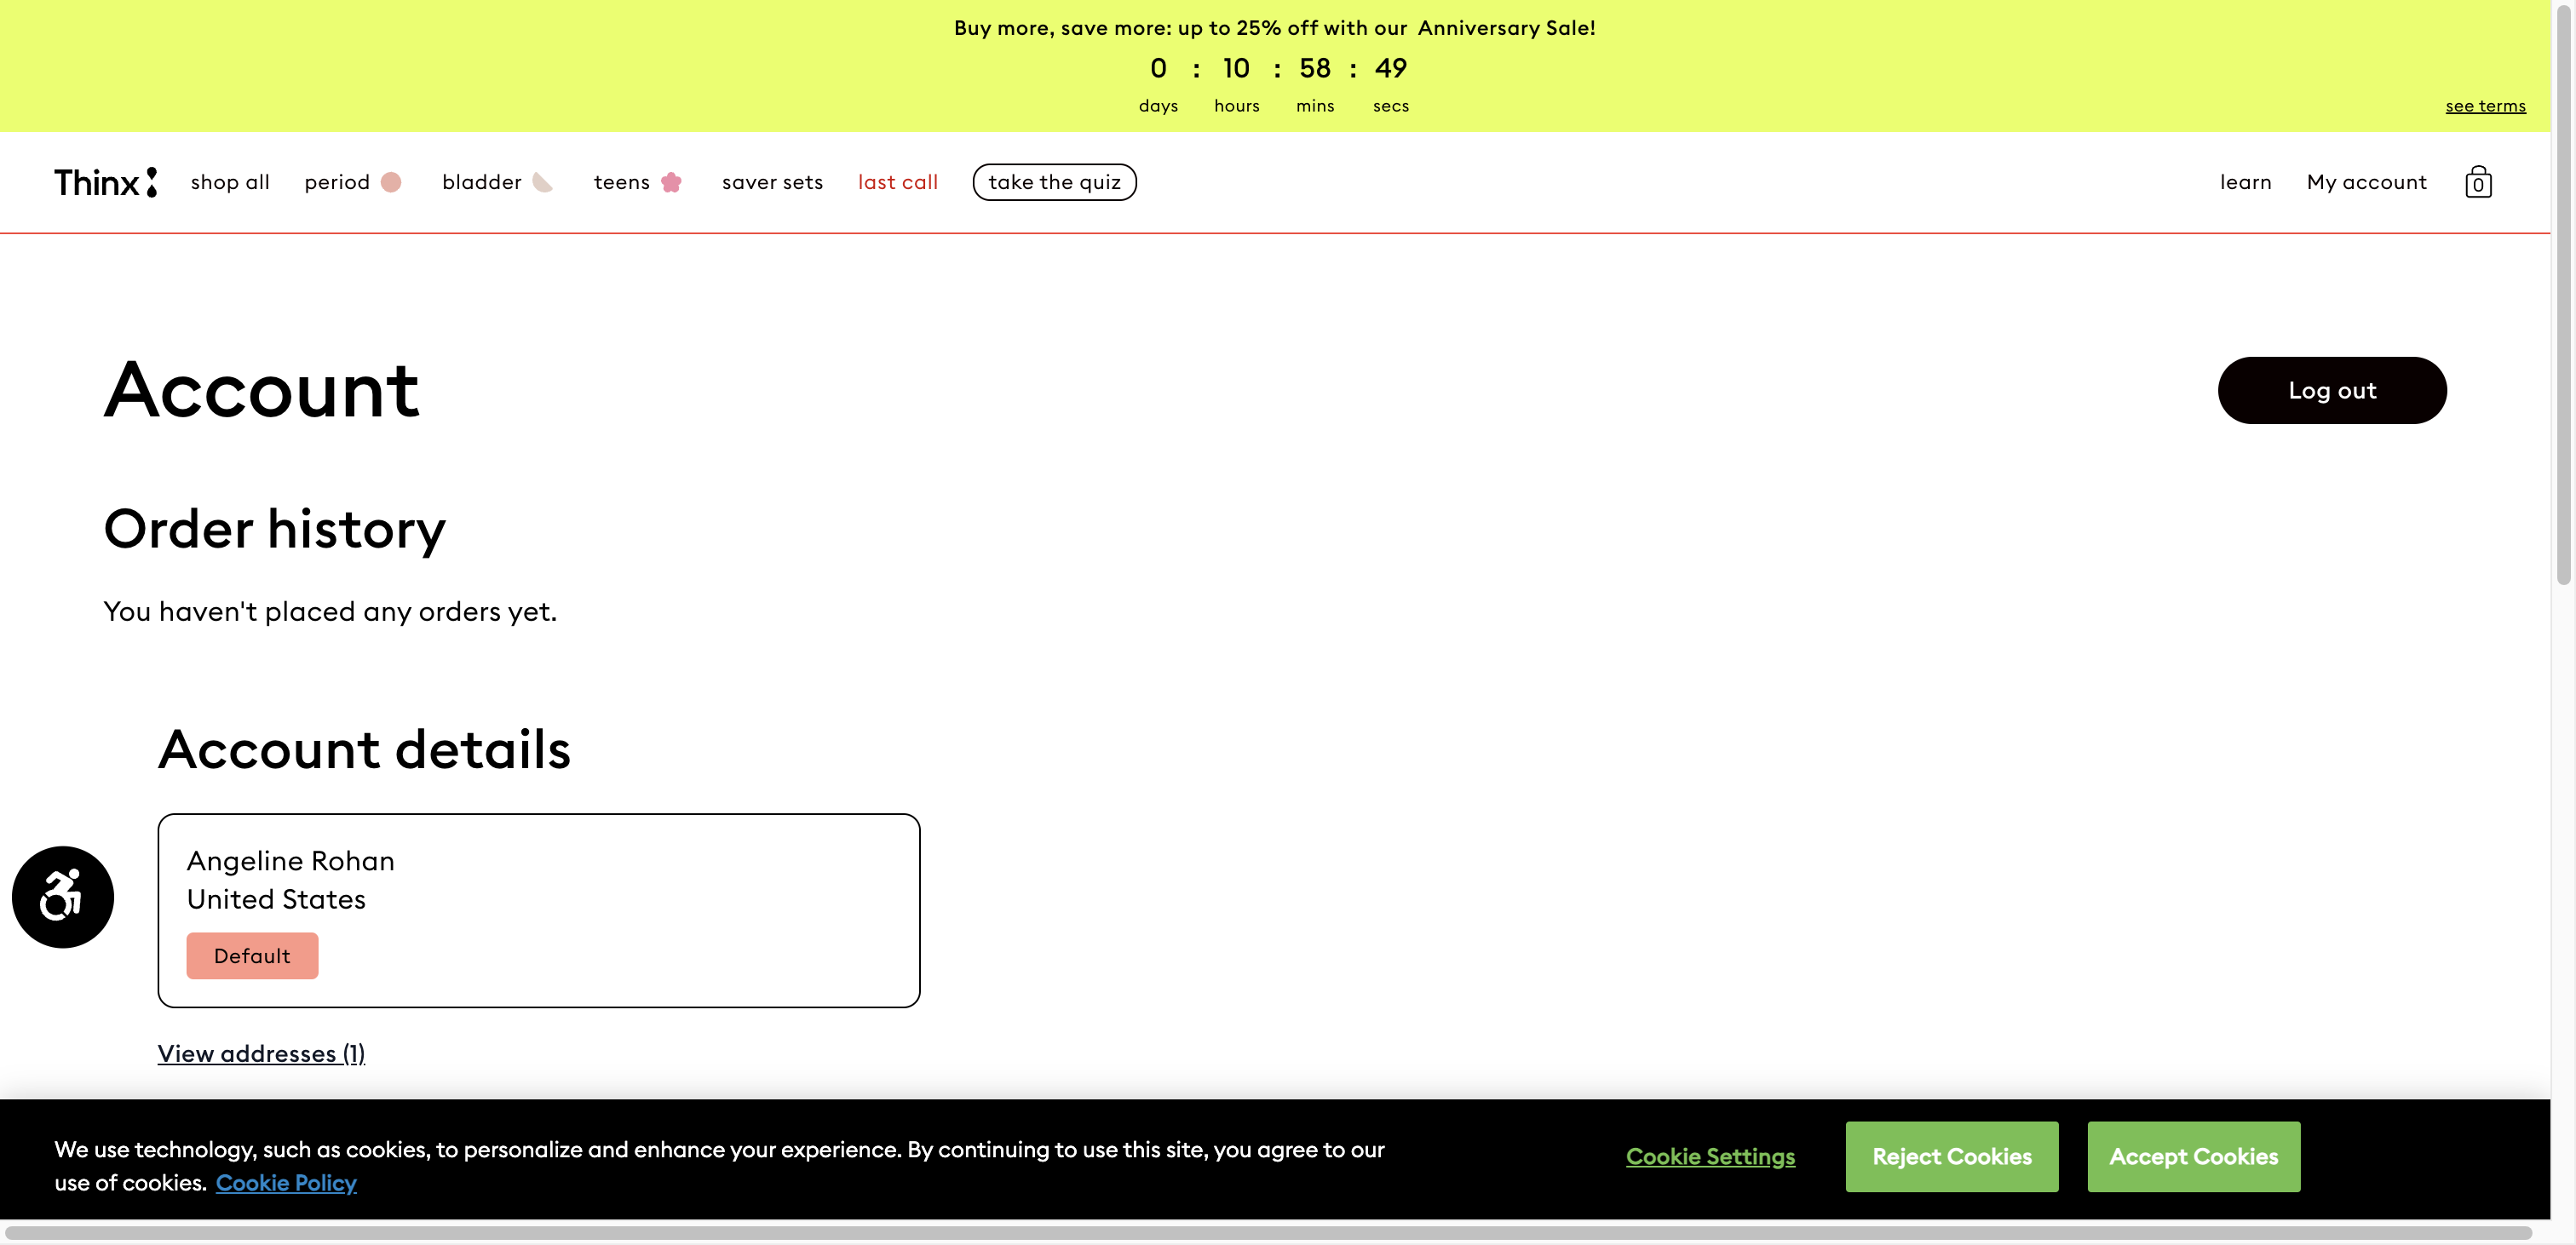 Buy more, save more: up to 25% off with our Anniversary Sale!
0 : 10 : 58 : 49
days hours mins secs
see terms
Thinx shop all period bladder teens saver sets last call take the quiz learn My account 0
Account
Log out
Order history
You haven't placed any orders yet.
Account details
Angeline Rohan
United States
Default
View addresses (1)
We use technology, such as cookies, to personalize and enhance your experience. By continuing to use this site, you agree to our
use of cookies. Cookie Policy
Cookie Settings
Reject Cookies
Accept Cookies